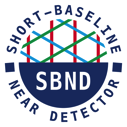 SHORT-BASELINE
SBND
NEAR DETECTOR